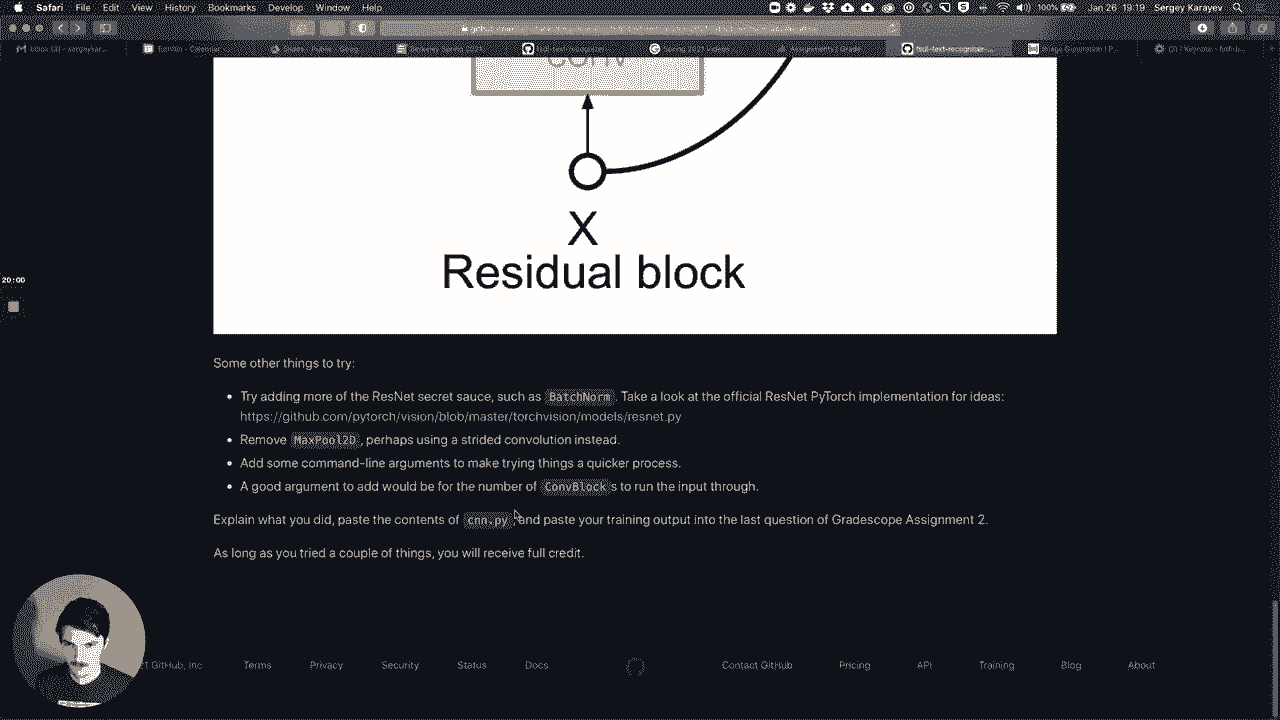 Safari File Edit View History Bookmarks Develop Window Help 100% Jan 26 19:19 Sergey Karayev
fsdl-text-recognizer-...
20:00
X
Residual block
Some other things to try:
Try adding more of the ResNet secret sauce, such as BatchNorm. Take a look at the official ResNet PyTorch implementation for ideas:
https://github.com/pytorch/vision/blob/master/torchvision/models/resnet.py
Remove MaxPool2D, perhaps using a strided convolution instead.
Add some command-line arguments to make trying things a quicker process.
A good argument to add would be for the number of ConvBlocks to run the input through.
Explain what you did, paste the contents of cnn.py, and paste your training output into the last question of Gradescope Assignment 2.
As long as you tried a couple of things, you will receive full credit.
GitHub, Inc Terms Privacy Security Status Docs Contact GitHub Pricing API Training Blog About